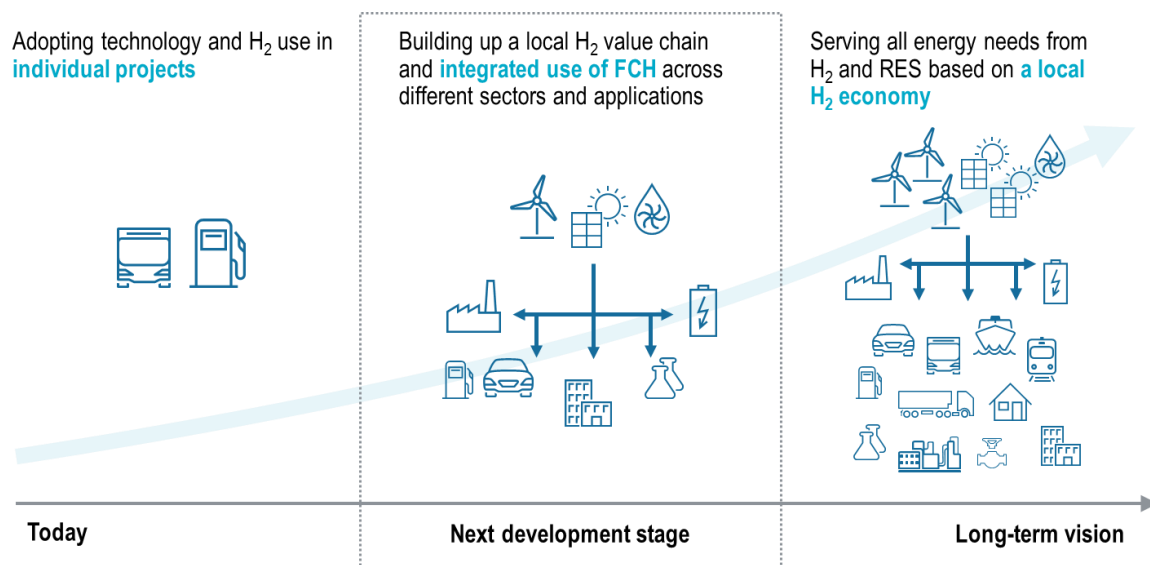 Adopting technology and H₂ use in
individual projects
Building up a local H₂ value chain
and integrated use of FCH across
different sectors and applications
Serving all energy needs from
H₂ and RES based on a local
H₂ economy
Today
Next development stage
Long-term vision